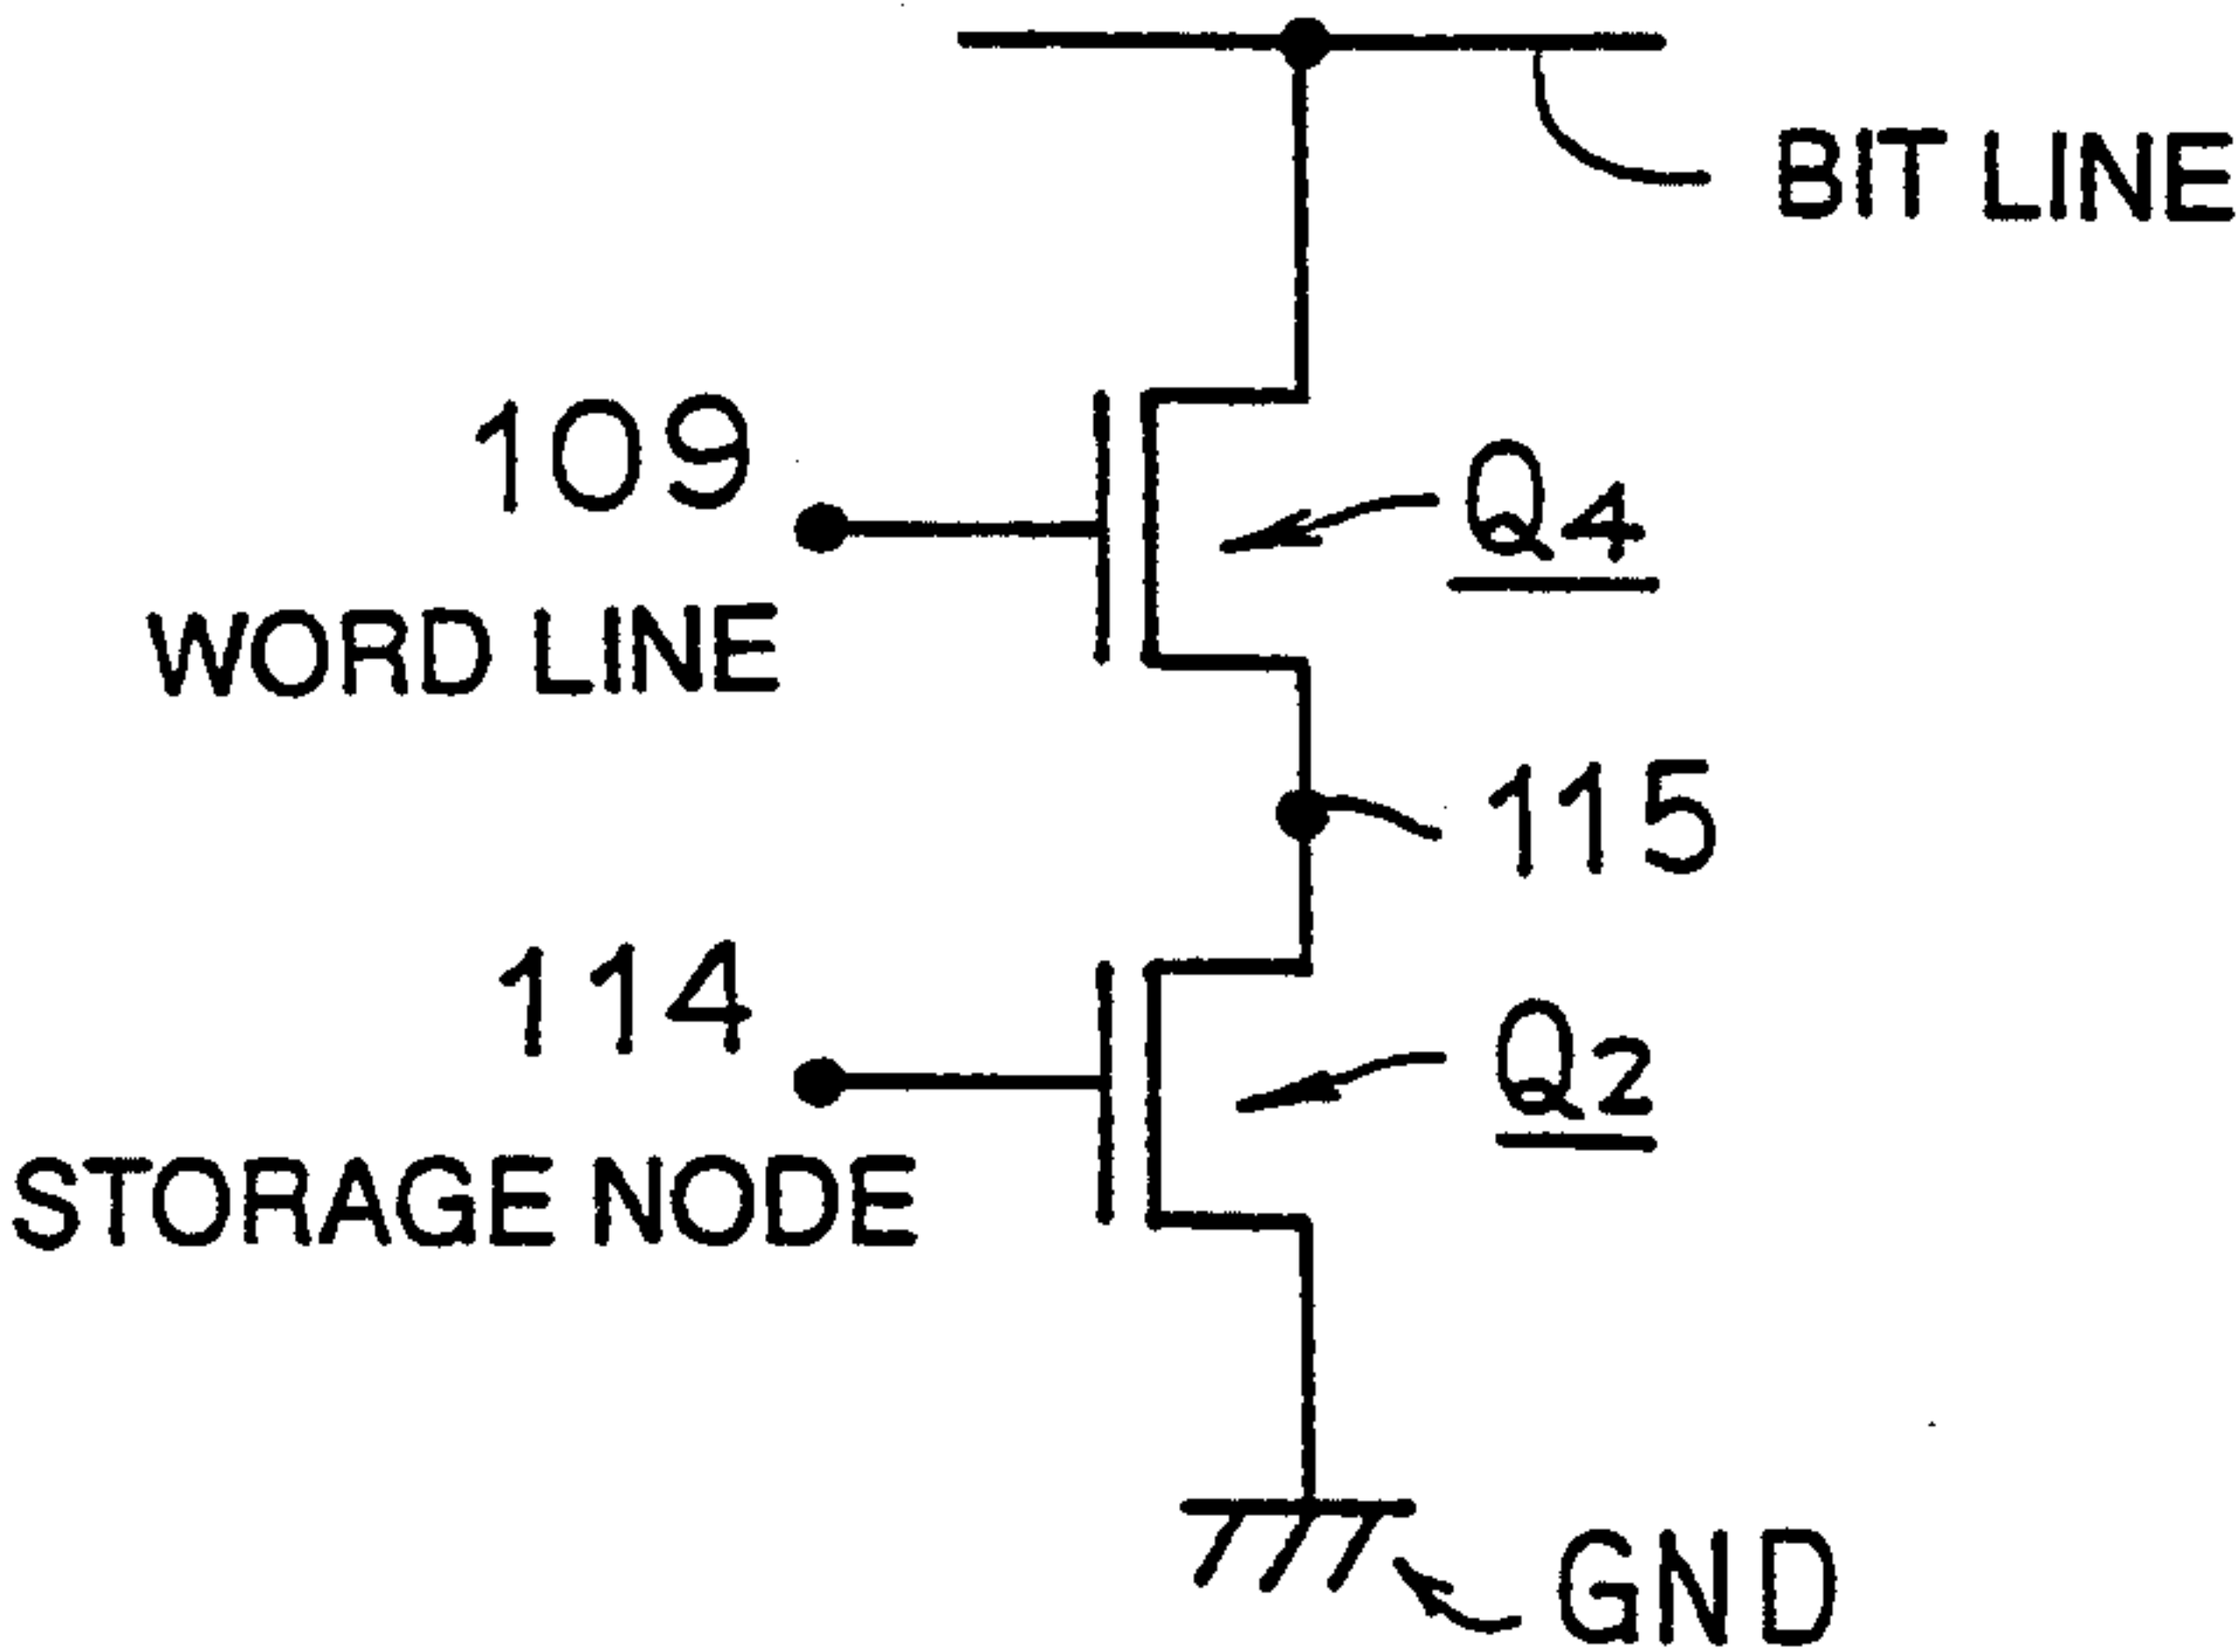 BIT LINE
109
Q4
WORD LINE
115
114
Q2
STORAGE NODE
GND